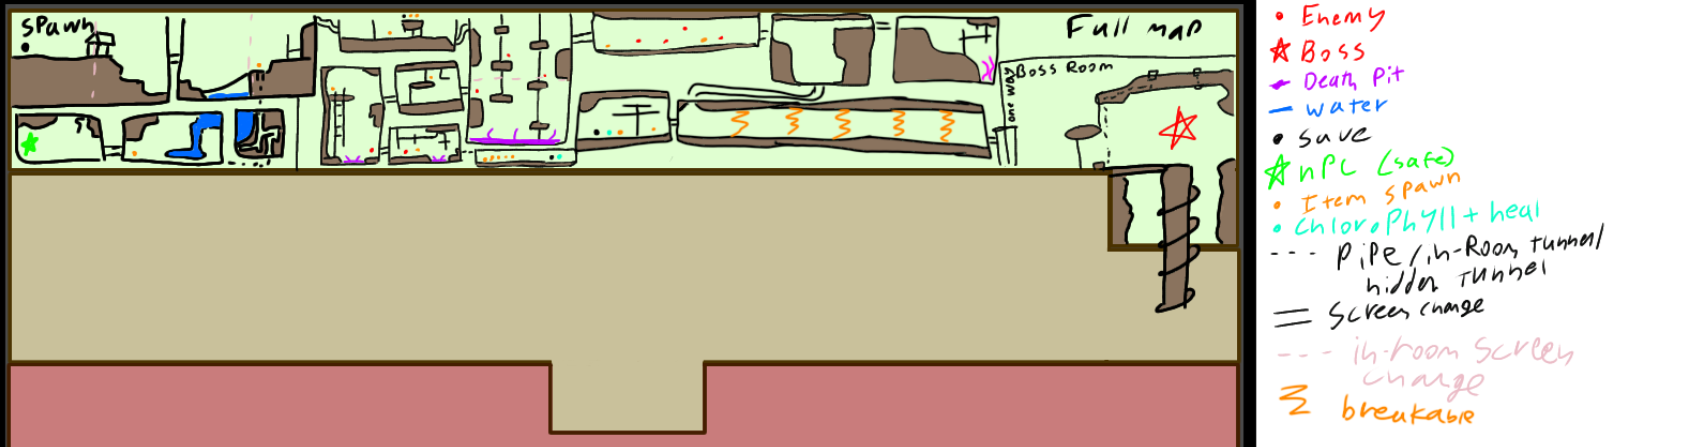 Spawn
Full map
Boss Room
one way
Enemy
Boss
Death Pit
water
save
nPC (safe)
Item spawn
chloroPhyll + heal
PiPe/in-Room tunnel/
hidden tunnel
Screen change
in-room screen
change
breakable